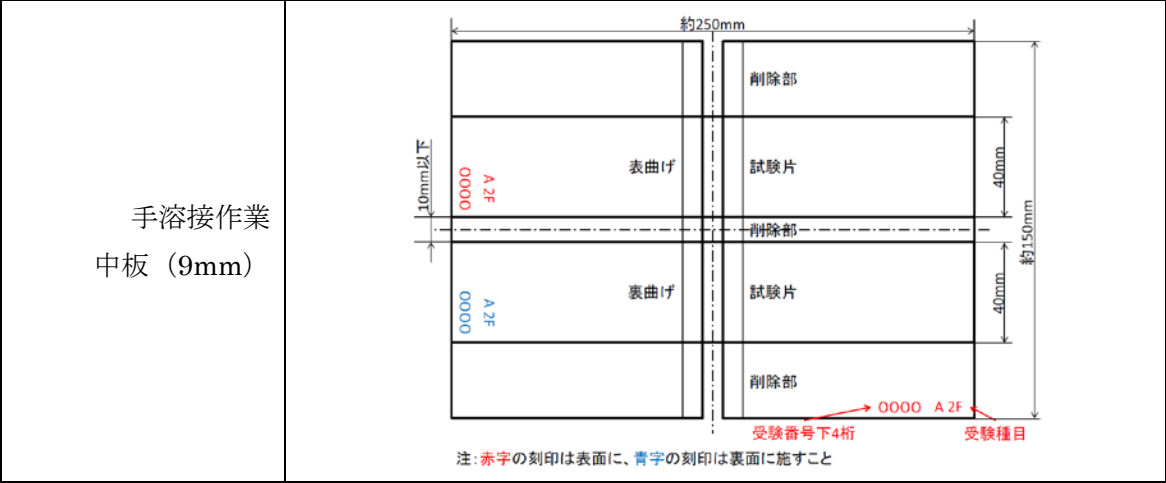 手溶接作業
中板（9mm）
約250mm
削除部
10mm以下
A 2F
OOOO
表曲げ
試験片
40mm
削除部
約150mm
A 2F
OOOO
裏曲げ
試験片
40mm
削除部
OOOO A 2F
受験番号下4桁
受験種目
注：赤字の刻印は表面に、青字の刻印は裏面に施すこと